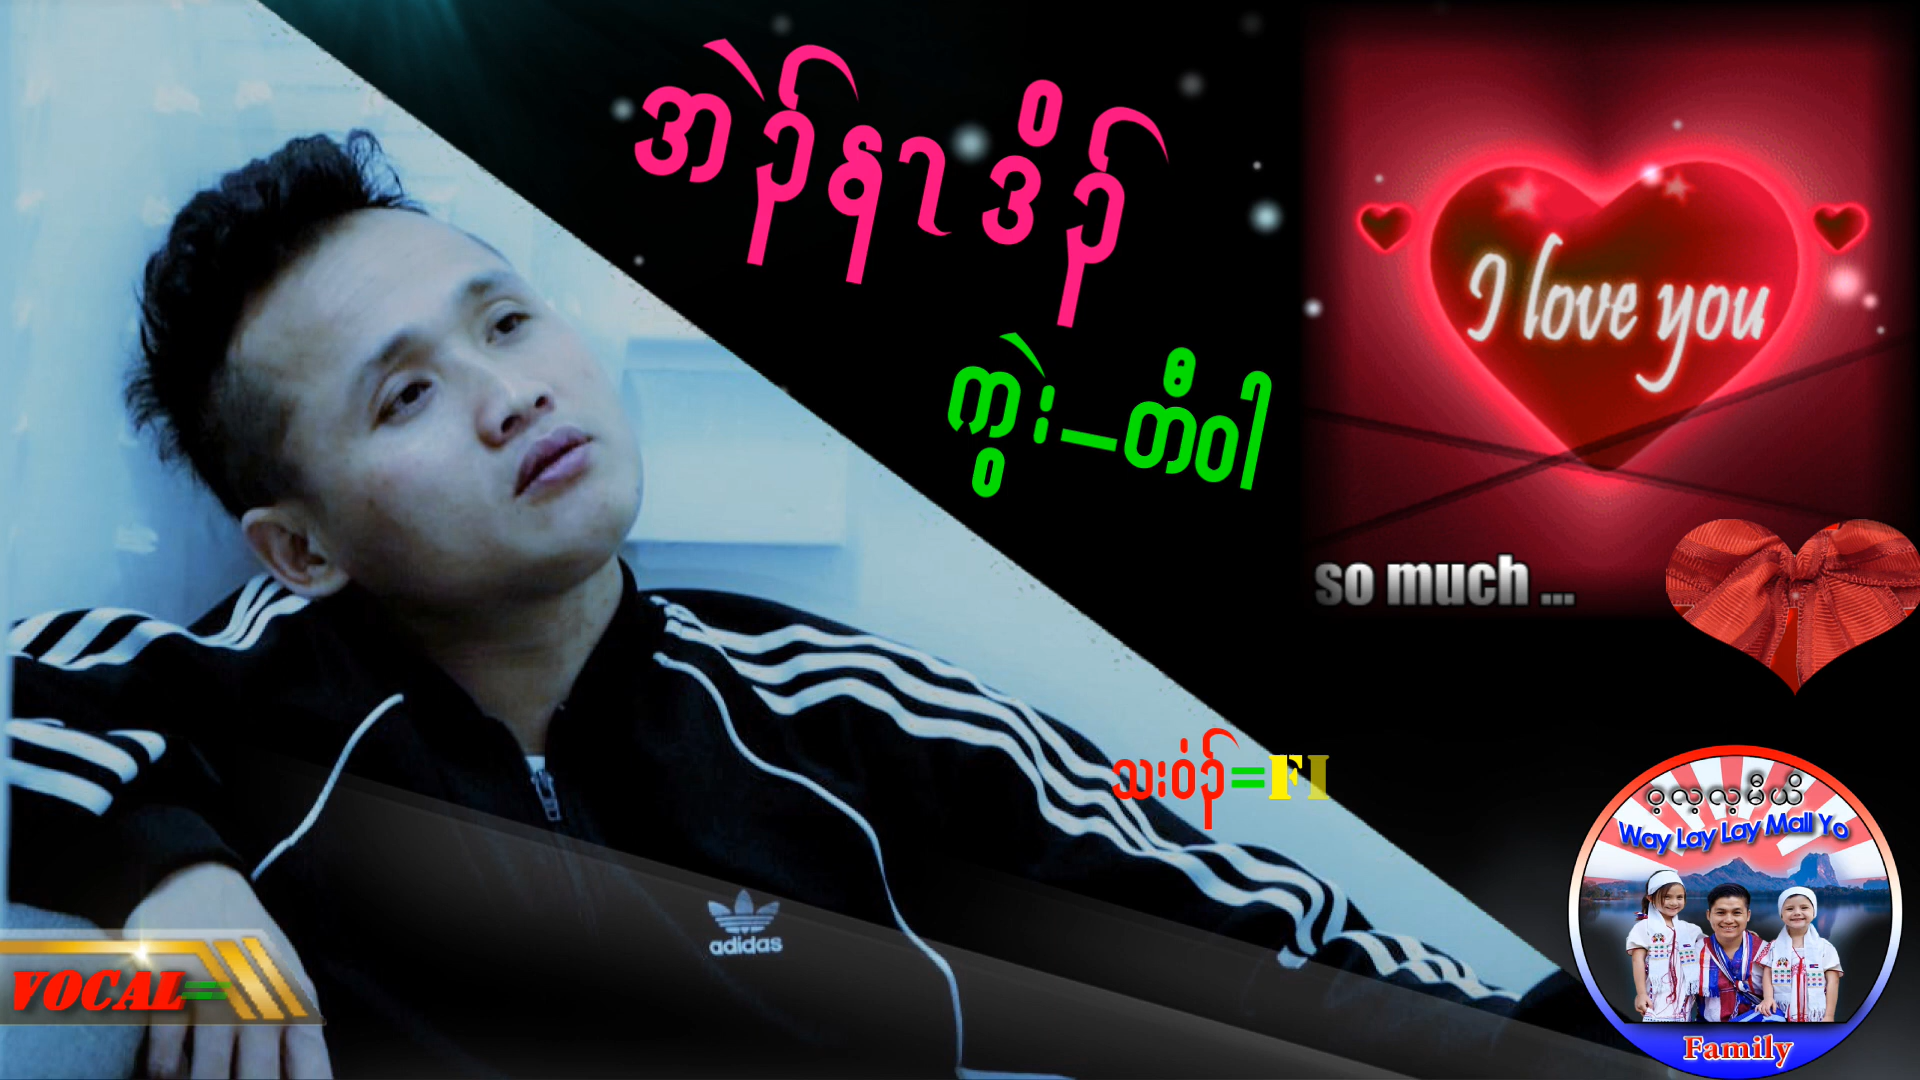 အဲၣ်နၢဒိၣ်
ကွဲး–တီဝါ
I love you
so much ...
သးဝံၣ်=FI
ဝ့လ့လ့မီယိ
Way Lay Lay Mall Yo
Family
adidas
VOCAL=